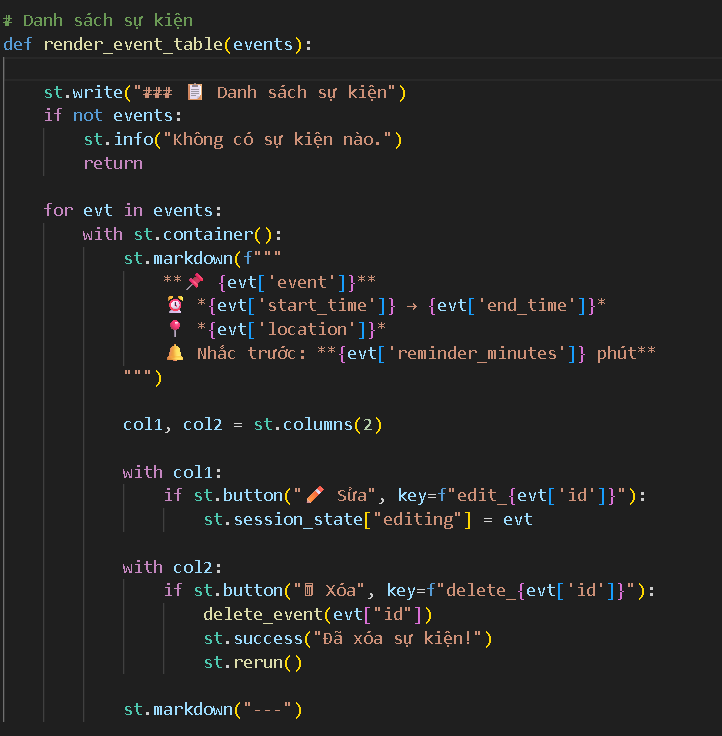 # Danh sách sự kiện
def render_event_table(events):
st.write("### 📋 Danh sách sự kiện")
if not events:
st.info("Không có sự kiện nào.")
return
for evt in events:
with st.container():
st.markdown(f"""
**📌 {evt['event']}**
⏰ *{evt['start_time']} → {evt['end_time']}*
📍 *{evt['location']}*
🔔 Nhắc trước: **{evt['reminder_minutes']} phút**
""")
col1, col2 = st.columns(2)
with col1:
if st.button("✏️ Sửa", key=f"edit_{evt['id']}"):
st.session_state["editing"] = evt
with col2:
if st.button("🗑 Xóa", key=f"delete_{evt['id']}"):
delete_event(evt["id"])
st.success("Đã xóa sự kiện!")
st.rerun()
st.markdown("---")